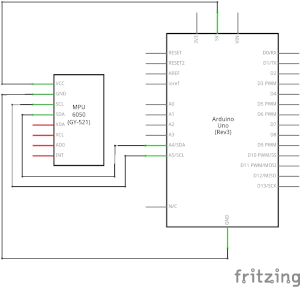 3V3
5V
VIN
VCC
GND
SCL
SDA
XDA
XCL
AD0
INT
MPU
6050
(GY-521)
RESET
RESET2
AREF
ioref
A0
A1
A2
A3
A4/SDA
A5/SCL
N/C
Arduino
Uno
(Rev3)
D0/RX
D1/TX
D2
D3 PWM
D4
D5 PWM
D6 PWM
D7
D8
D9 PWM
D10 PWM/SS
D11 PWM/MOSI
D12/MISO
D13/SCK
GND
fritzing